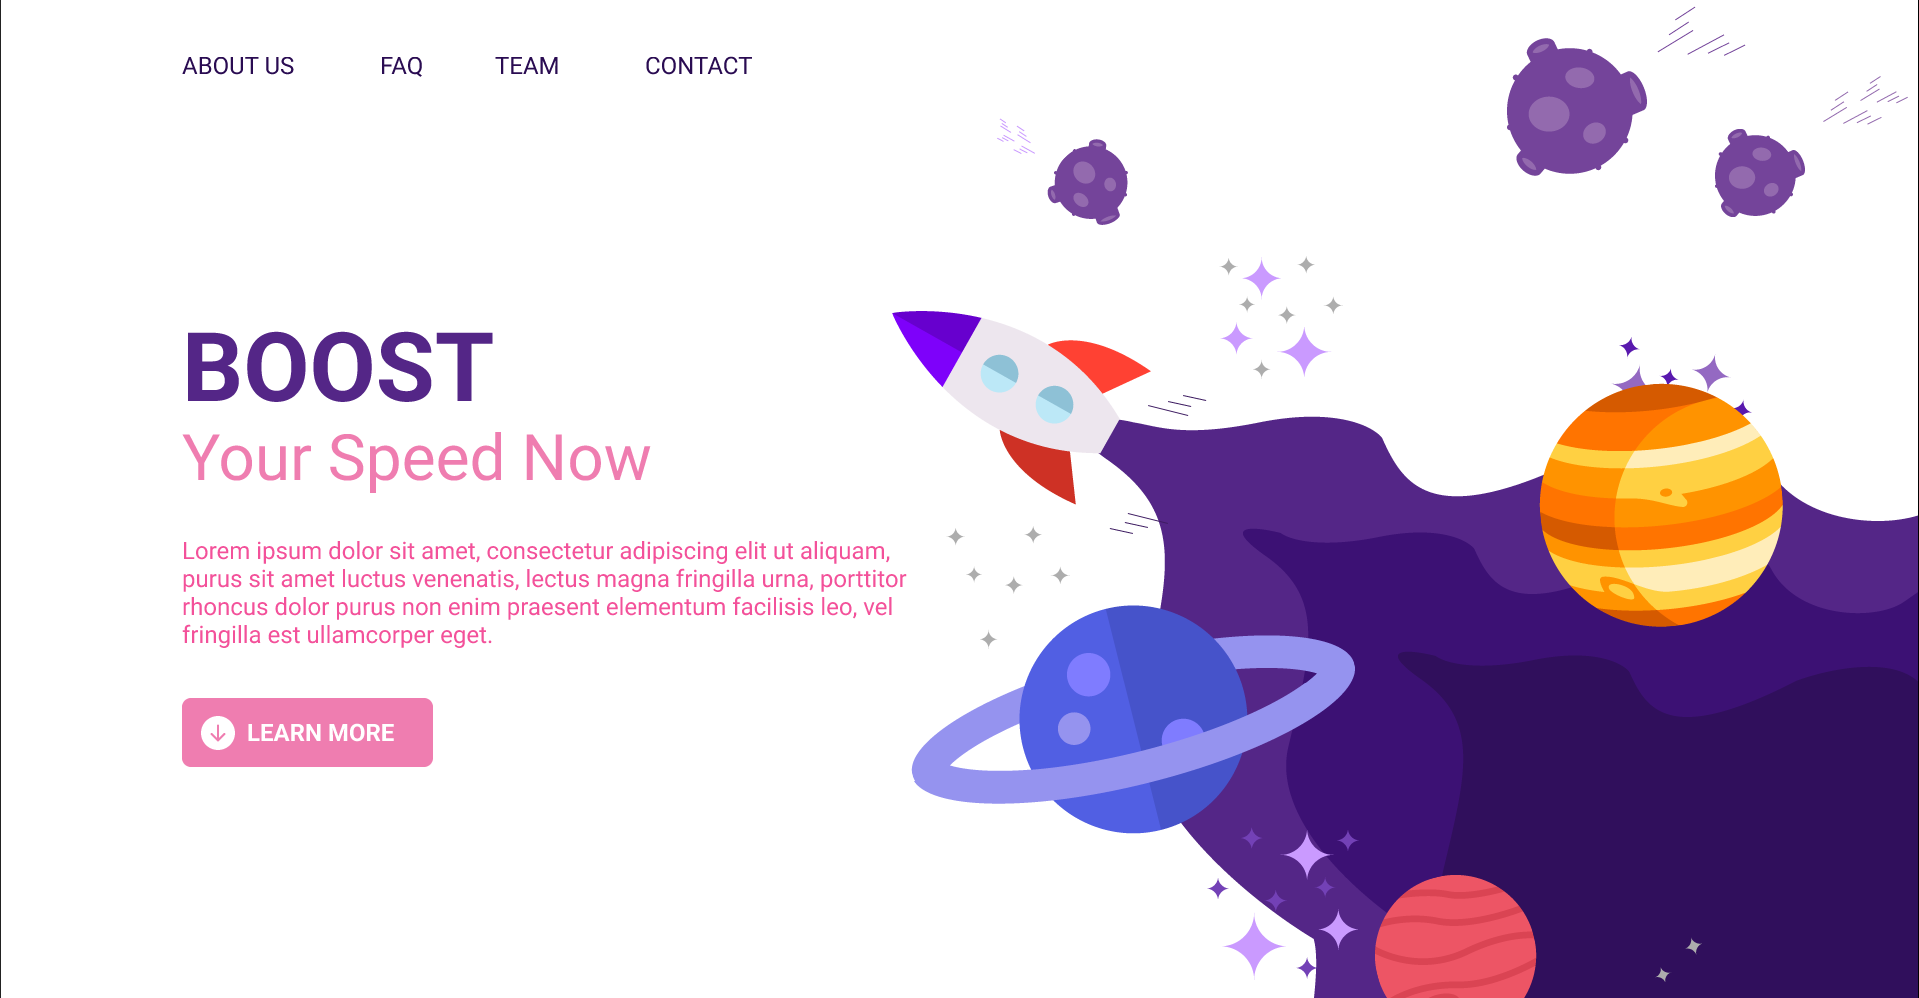 ABOUT US FAQ TEAM CONTACT
BOOST
Your Speed Now
Lorem ipsum dolor sit amet, consectetur adipiscing elit ut aliquam,
purus sit amet luctus venenatis, lectus magna fringilla urna, porttitor
rhoncus dolor purus non enim praesent elementum facilisis leo, vel
fringilla est ullamcorper eget.
LEARN MORE